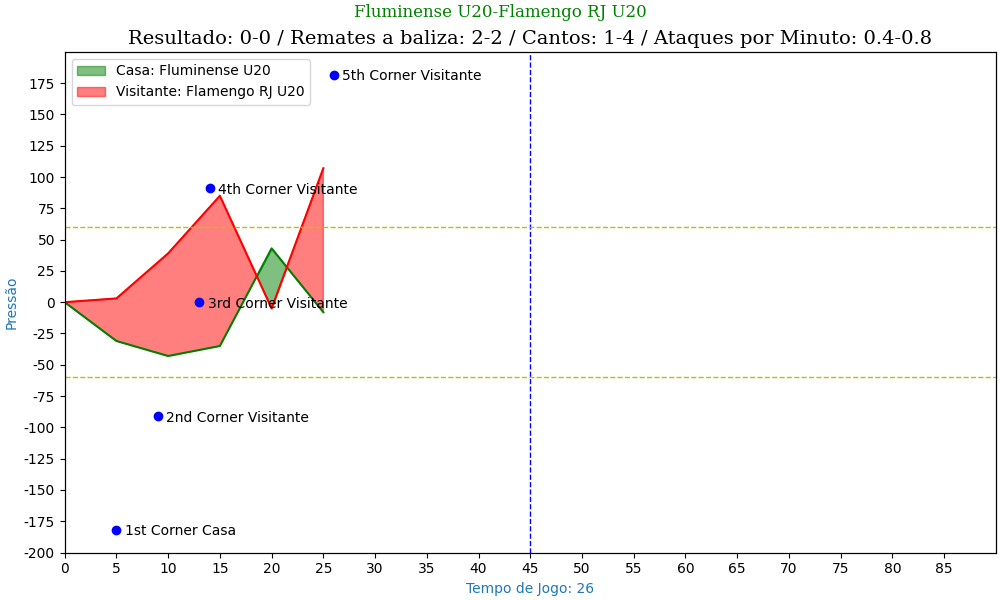 Fluminense U20-Flamengo RJ U20
Resultado: 0-0 / Remates a baliza: 2-2 / Cantos: 1-4 / Ataques por Minuto: 0.4-0.8
Casa: Fluminense U20
Visitante: Flamengo RJ U20
5th Corner Visitante
4th Corner Visitante
3rd Corner Visitante
2nd Corner Visitante
1st Corner Casa
Pressão
175
150
125
100
75
50
25
0
-25
-50
-75
-100
-125
-150
-175
-200
0 5 10 15 20 25 30 35 40 45 50 55 60 65 70 75 80 85
Tempo de Jogo: 26